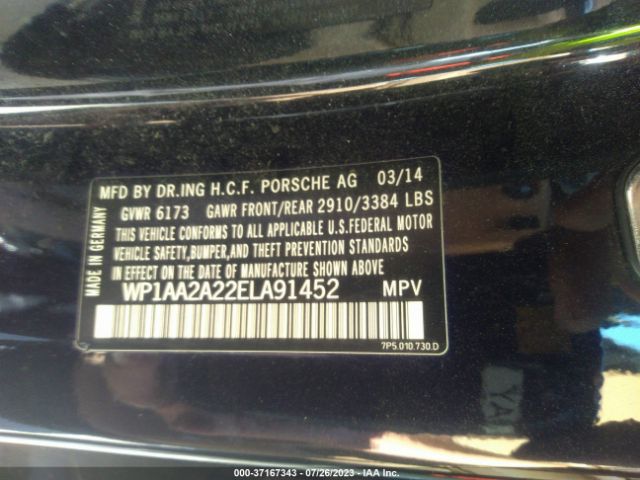 MFD BY DR.ING H.C.F. PORSCHE AG 03/14
GVWR 6173 GAWR FRONT/REAR 2910/3384 LBS
THIS VEHICLE CONFORMS TO ALL APPLICABLE U.S.FEDERAL MOTOR
VEHICLE SAFETY,BUMPER,AND THEFT PREVENTION STANDARDS
IN EFFECT ON THE DATE OF MANUFACTURE SHOWN ABOVE
WP1AA2A22ELA91452 MPV
7P5.010.730.D
MADE IN GERMANY
000-37167343 - 07/26/2023 - IAA Inc.